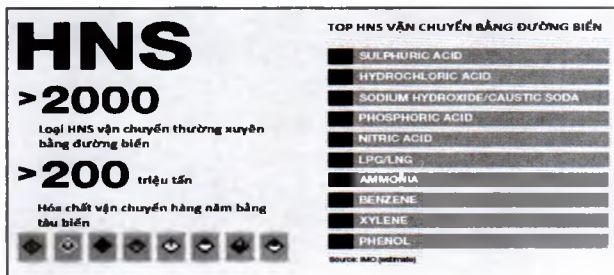 HNS
>2000
Loại HNS vận chuyển thường xuyên
bằng đường biển
>200 triệu tấn
Hóa chất vận chuyển hàng năm bằng
tàu biển
TOP HNS VẬN CHUYỂN BẰNG ĐƯỜNG BIỂN
SULPHURIC ACID
HYDROCHLORIC ACID
SODIUM HYDROXIDE/CAUSTIC SODA
PHOSPHORIC ACID
NITRIC ACID
LPG/LNG
AMMONIA
BENZENE
XYLENE
PHENOL
Source: IMO (estimate)